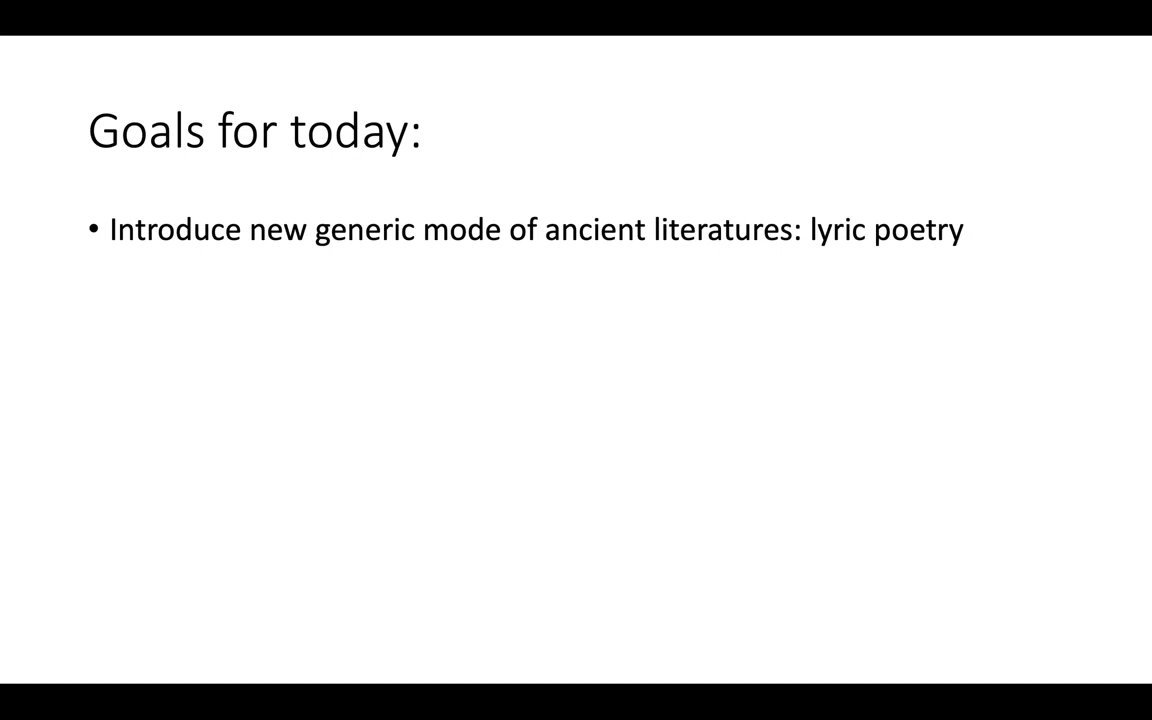 Goals for today:
• Introduce new generic mode of ancient literatures: lyric poetry